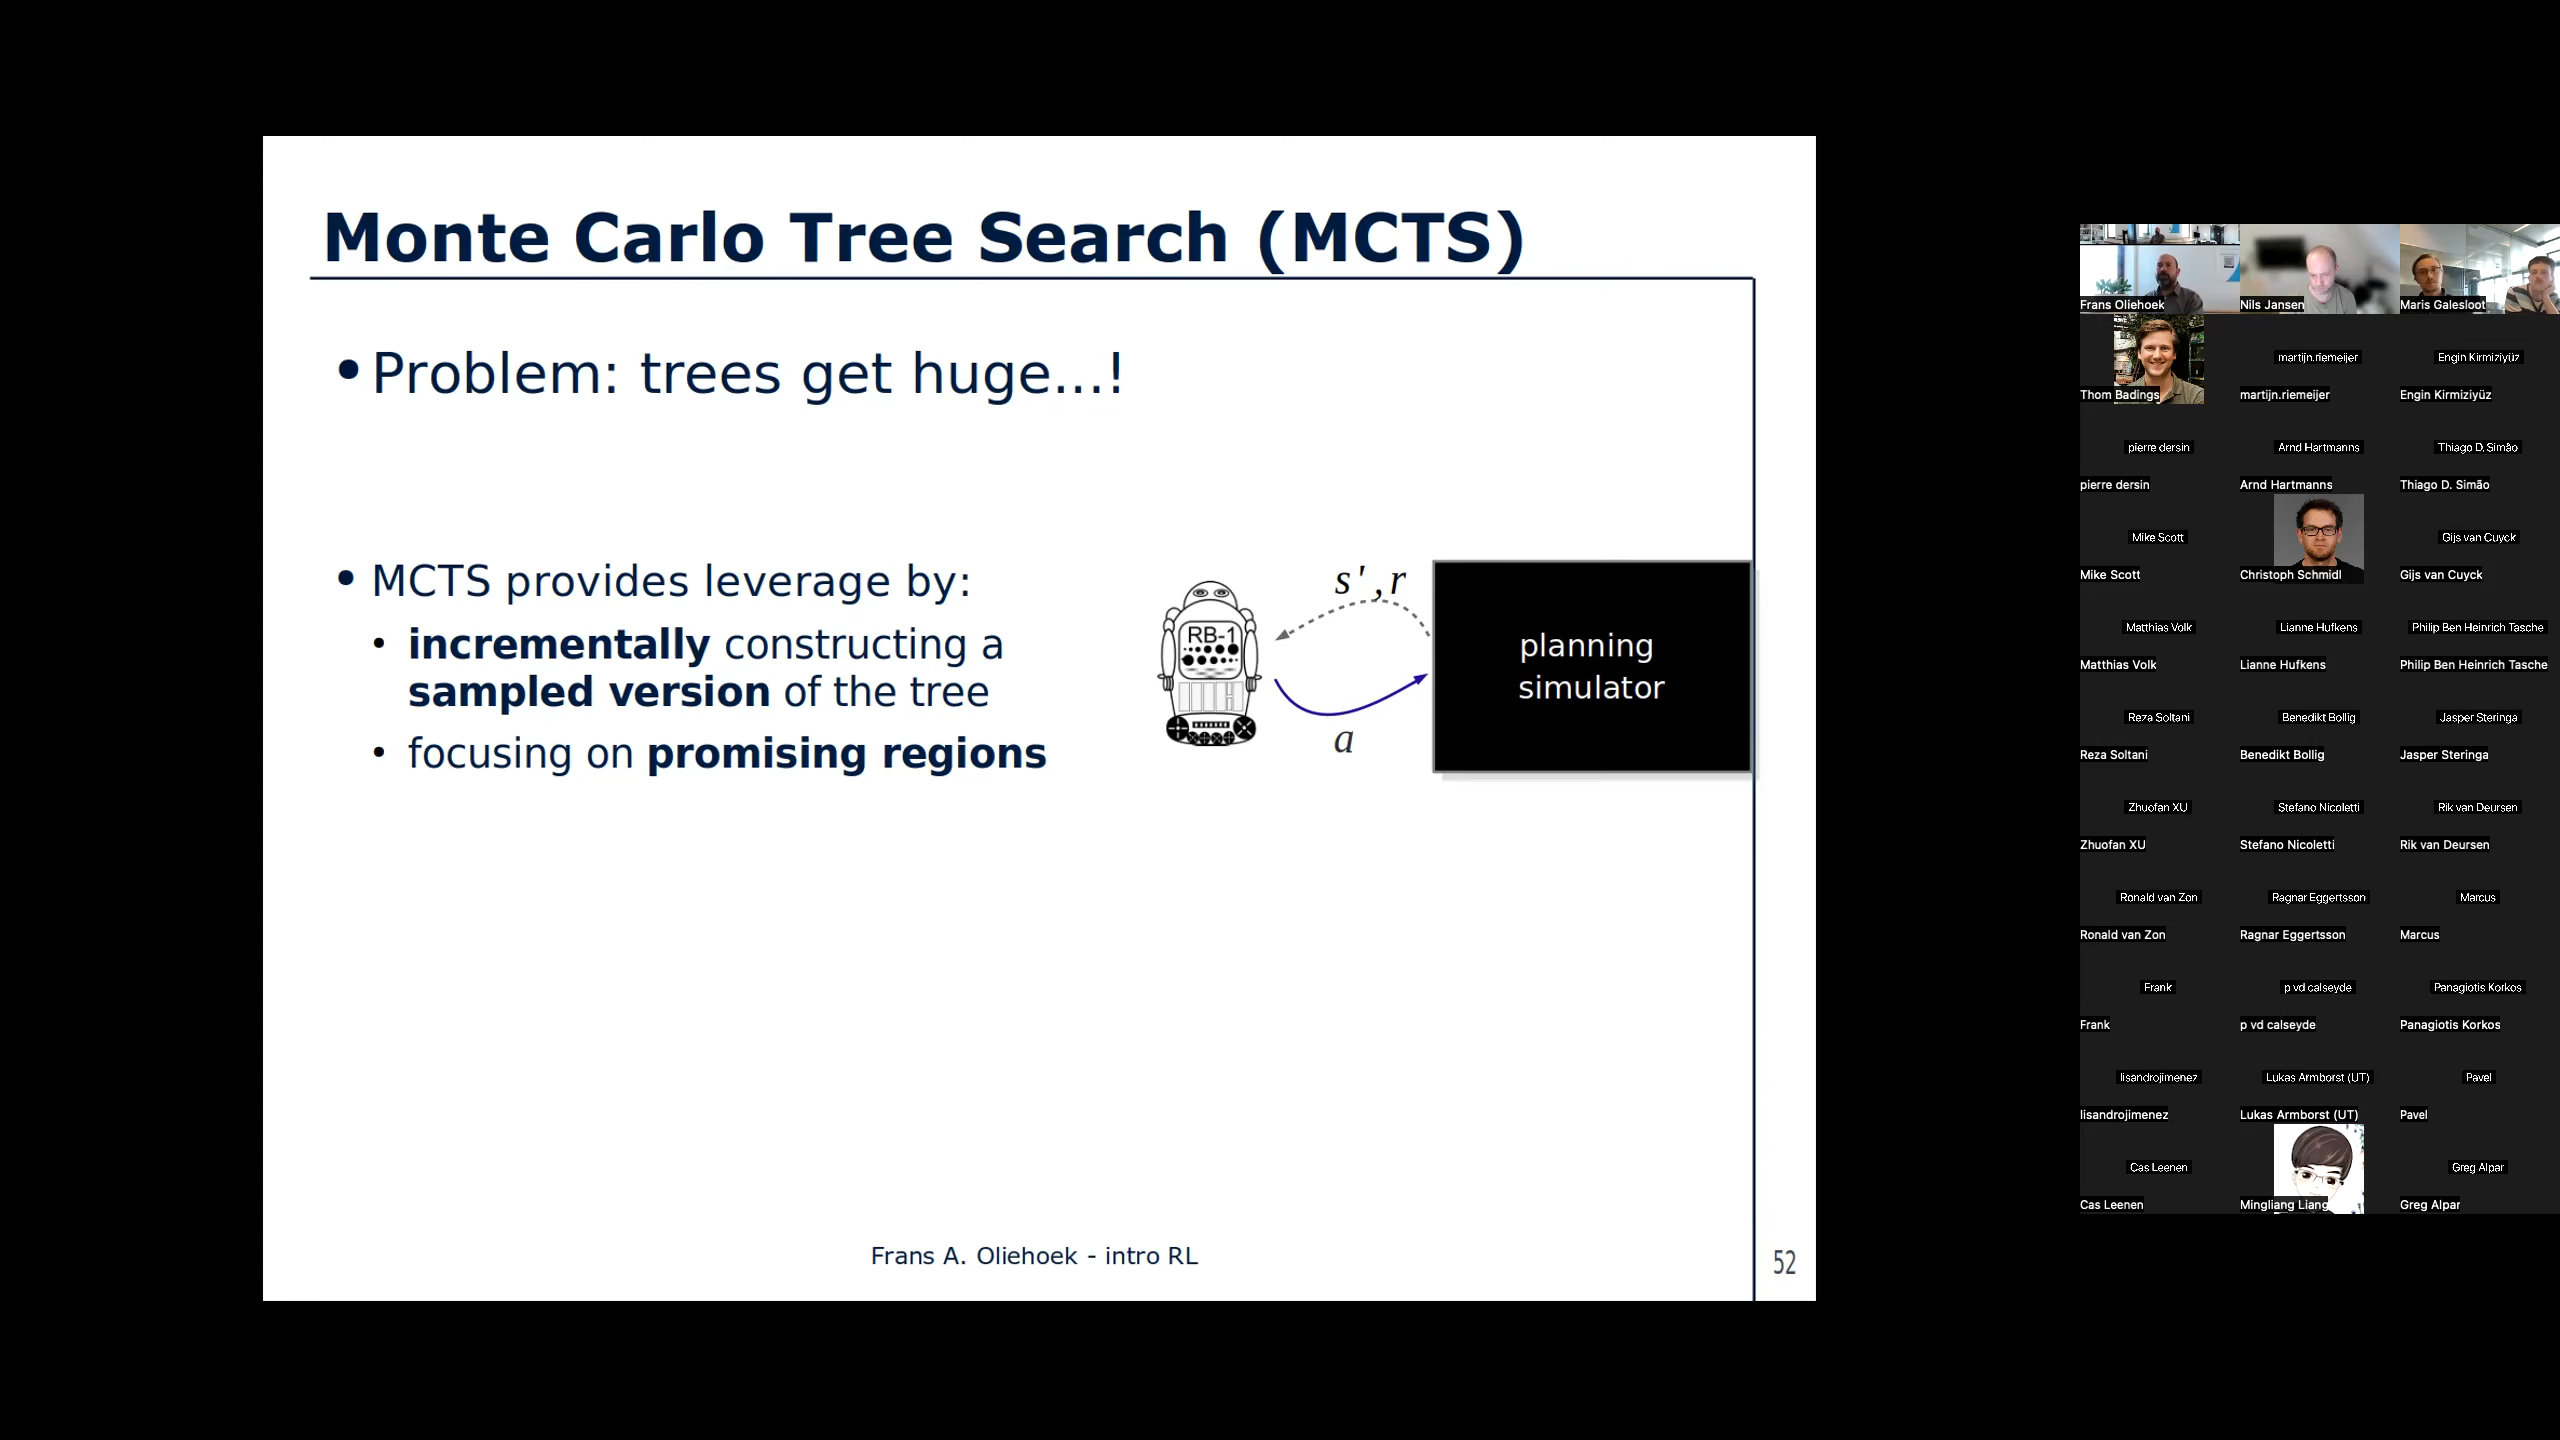 Monte Carlo Tree Search (MCTS)
• Problem: trees get huge...!
• MCTS provides leverage by:
• incrementally constructing a
sampled version of the tree
• focusing on promising regions
s',r
RB-1
a
planning
simulator
Frans A. Oliehoek - intro RL
52
Frans Oliehoek
Nils Jansen
Maris Galesloot
Thom Badings
martijn.riemeijer
martijn.riemeijer
Engin Kirmiziyüz
Engin Kirmiziyüz
pierre dersin
pierre dersin
Arnd Hartmanns
Arnd Hartmanns
Thiago D. Simão
Thiago D. Simão
Mike Scott
Mike Scott
Christoph Schmidl
Gijs van Cuyck
Gijs van Cuyck
Matthias Volk
Matthias Volk
Lianne Hufkens
Lianne Hufkens
Philip Ben Heinrich Tasche
Philip Ben Heinrich Tasche
Reza Soltani
Reza Soltani
Benedikt Bollig
Benedikt Bollig
Jasper Steringa
Jasper Steringa
Zhuofan XU
Zhuofan XU
Stefano Nicoletti
Stefano Nicoletti
Rik van Deursen
Rik van Deursen
Ronald van Zon
Ronald van Zon
Ragnar Eggertsson
Ragnar Eggertsson
Marcus
Marcus
Frank
Frank
p vd calseyde
p vd calseyde
Panagiotis Korkos
Panagiotis Korkos
lisandrojimenez
lisandrojimenez
Lukas Armborst (UT)
Lukas Armborst (UT)
Pavel
Pavel
Cas Leenen
Cas Leenen
Mingliang Liang
Greg Alpar
Greg Alpar